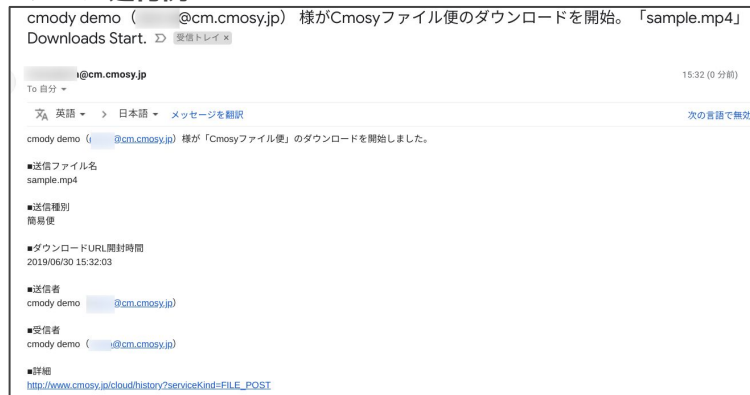 cmody demo ( @cm.cmosy.jp) 様がCmosyファイル便のダウンロードを開始。「sample.mp4」
Downloads Start. 受信トレイ ×
@cm.cmosy.jp
15:32 (0 分前)
To 自分
英語 > 日本語 メッセージを翻訳
次の言語で無効
cmody demo ( @cm.cmosy.jp) 様が「Cmosyファイル便」のダウンロードを開始しました。
■送信ファイル名
sample.mp4
■送信種別
簡易便
■ダウンロードURL開封時間
2019/06/30 15:32:03
■送信者
cmody demo @cm.cmosy.jp)
■受信者
cmody demo ( @cm.cmosy.jp)
■詳細
http://www.cmosy.jp/cloud/history?serviceKind=FILE_POST